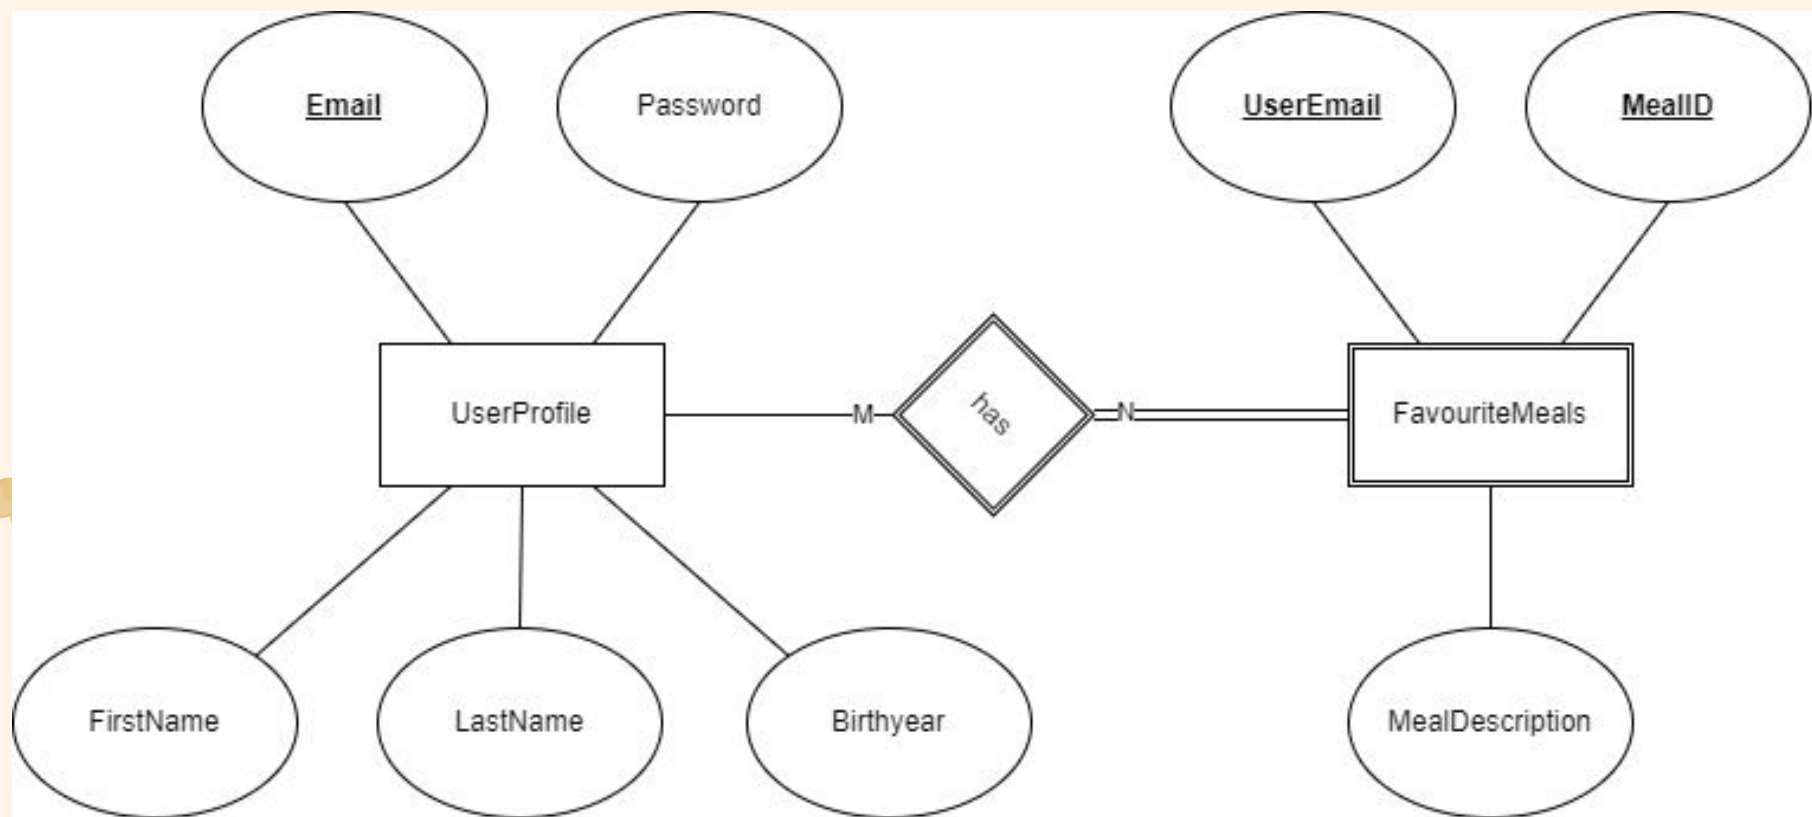 Email
Password
UserEmail
MealID
UserProfile
M
has
N
FavouriteMeals
FirstName
LastName
Birthyear
MealDescription